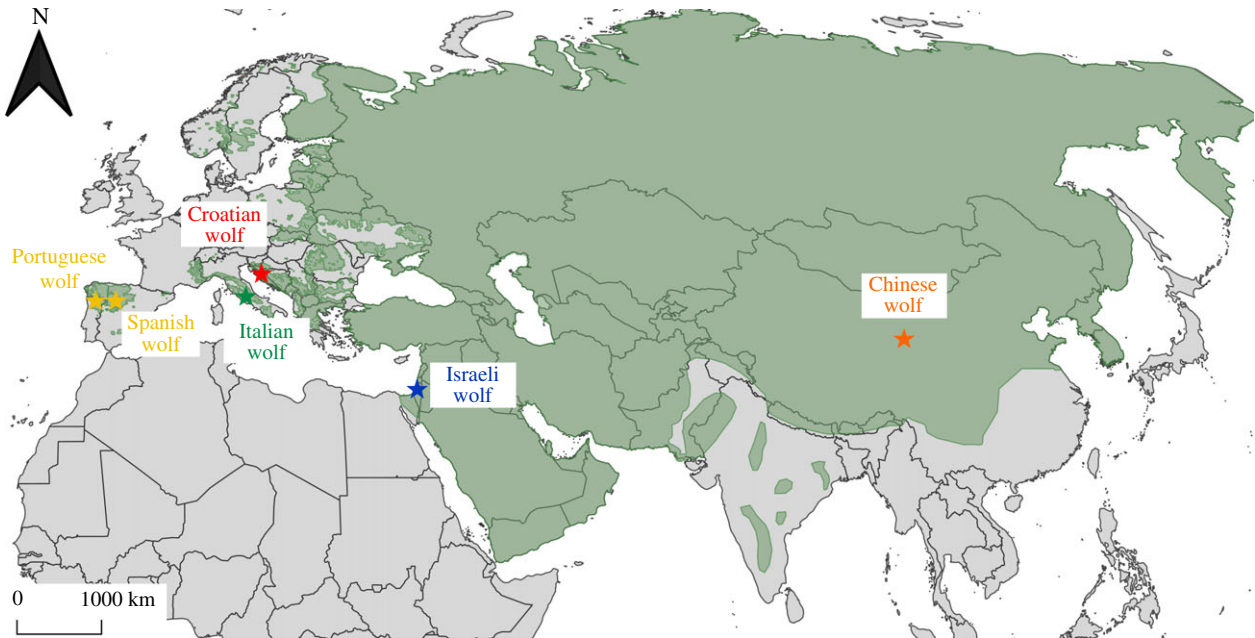 N
Croatian
wolf
Portuguese
wolf
Spanish
wolf
Italian
wolf
Israeli
wolf
Chinese
wolf
0 1000 km